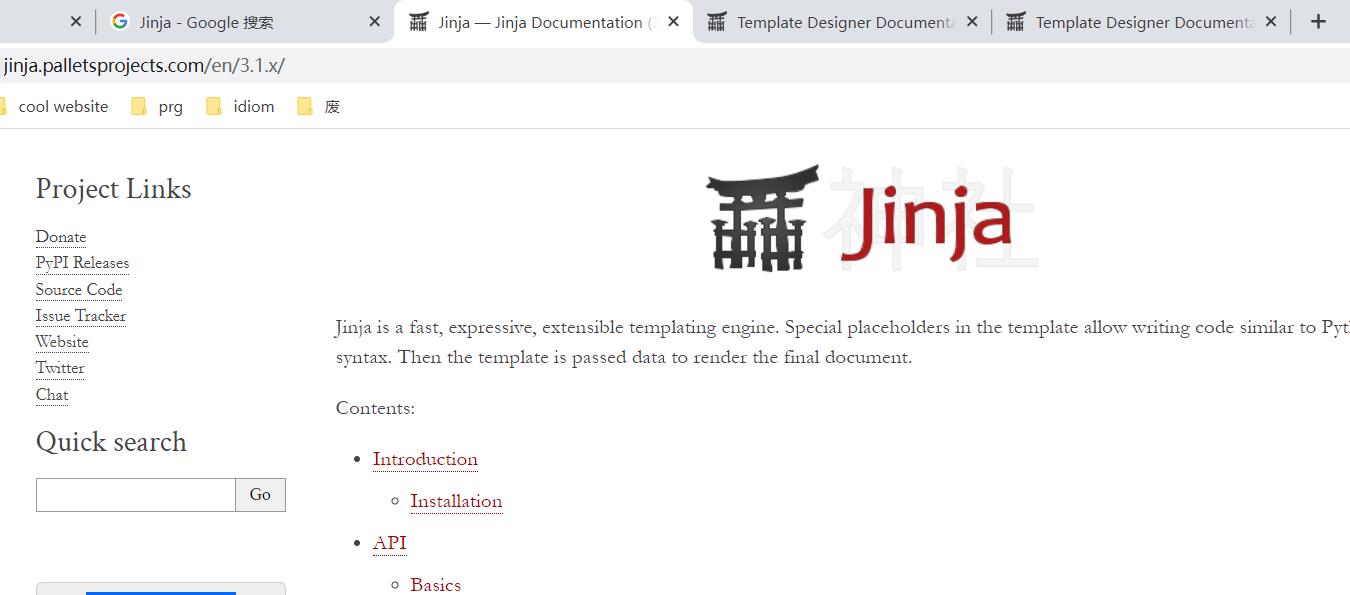 Jinja - Google 搜索
Jinja — Jinja Documentation (3
Template Designer Documenta
Template Designer Documenta
jinja.palletsprojects.com/en/3.1.x/
cool website
prg
idiom
废
Project Links
Donate
PyPI Releases
Source Code
Issue Tracker
Website
Twitter
Chat
Quick search
Go
神社
Jinja
Jinja is a fast, expressive, extensible templating engine. Special placeholders in the template allow writing code similar to Pyt
syntax. Then the template is passed data to render the final document.
Contents:
Introduction
Installation
API
Basics